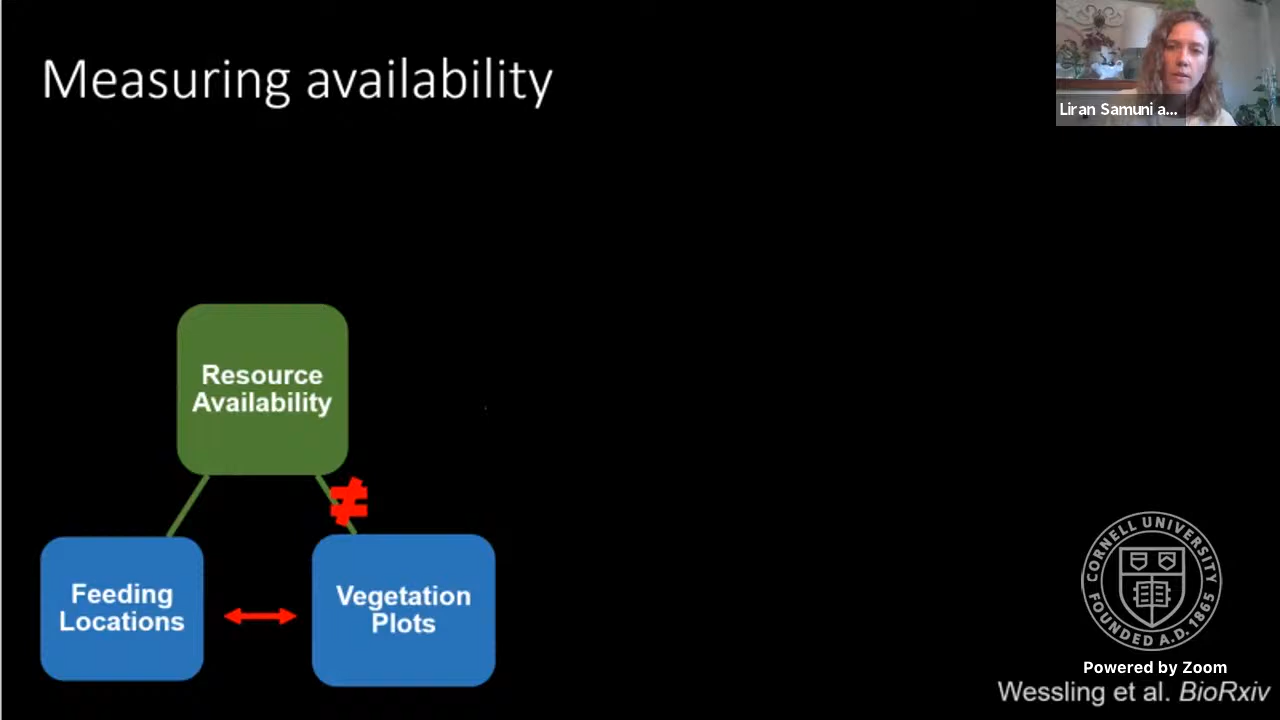 Measuring availability
Liran Samuni a...
Resource
Availability
≠
Feeding
Locations
Vegetation
Plots
CORNELL UNIVERSITY
FOUNDED A.D. 1865
Powered by Zoom
Wessling et al. BioRxiv